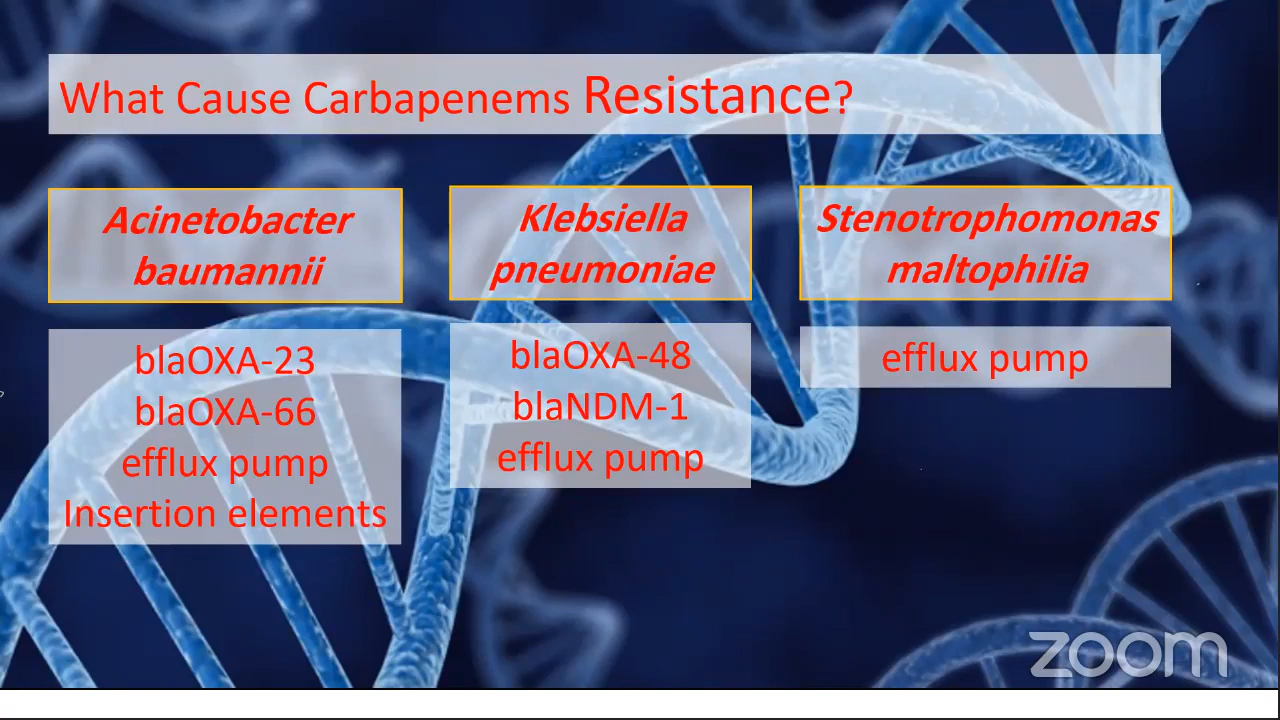 What Cause Carbapenems Resistance?
Acinetobacter
baumannii
blaOXA-23
blaOXA-66
efflux pump
Insertion elements
Klebsiella
pneumoniae
blaOXA-48
blaNDM-1
efflux pump
Stenotrophomonas
maltophilia
efflux pump
zoom